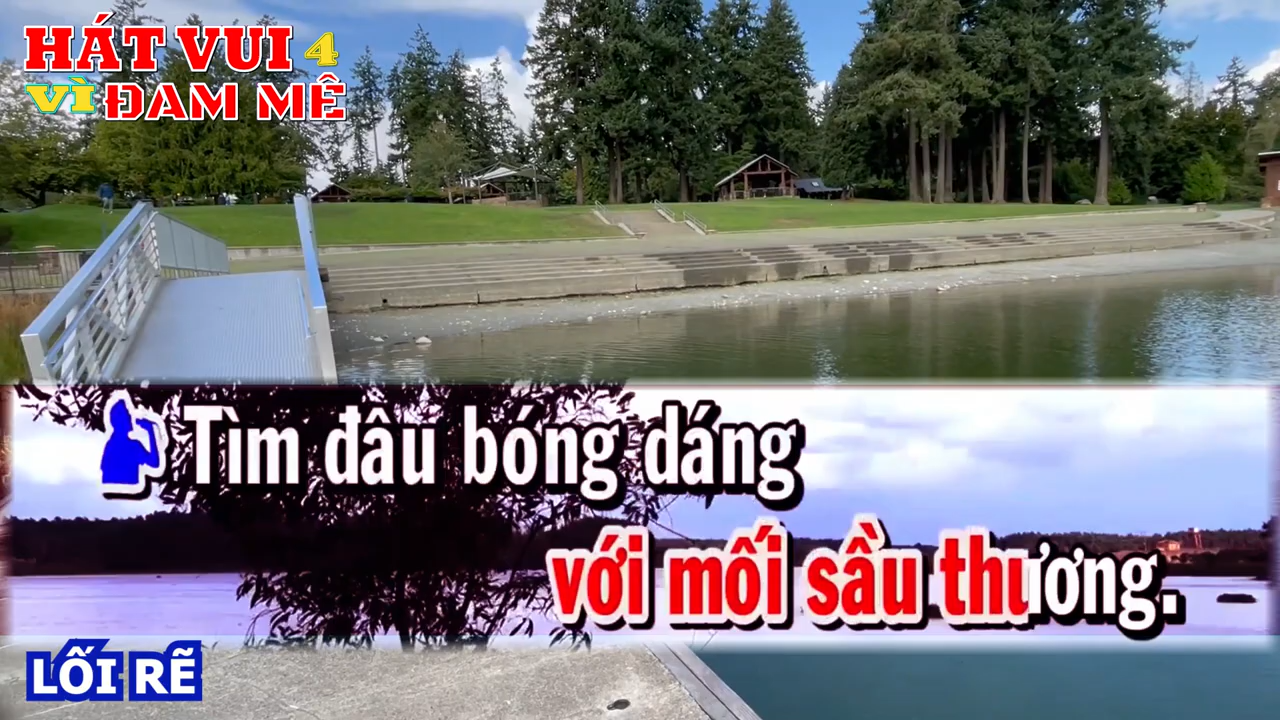 HÁT VUI 4
VÌ ĐAM MÊ
Tìm đâu bóng dáng
với mối sầu thương.
LỐI RẼ